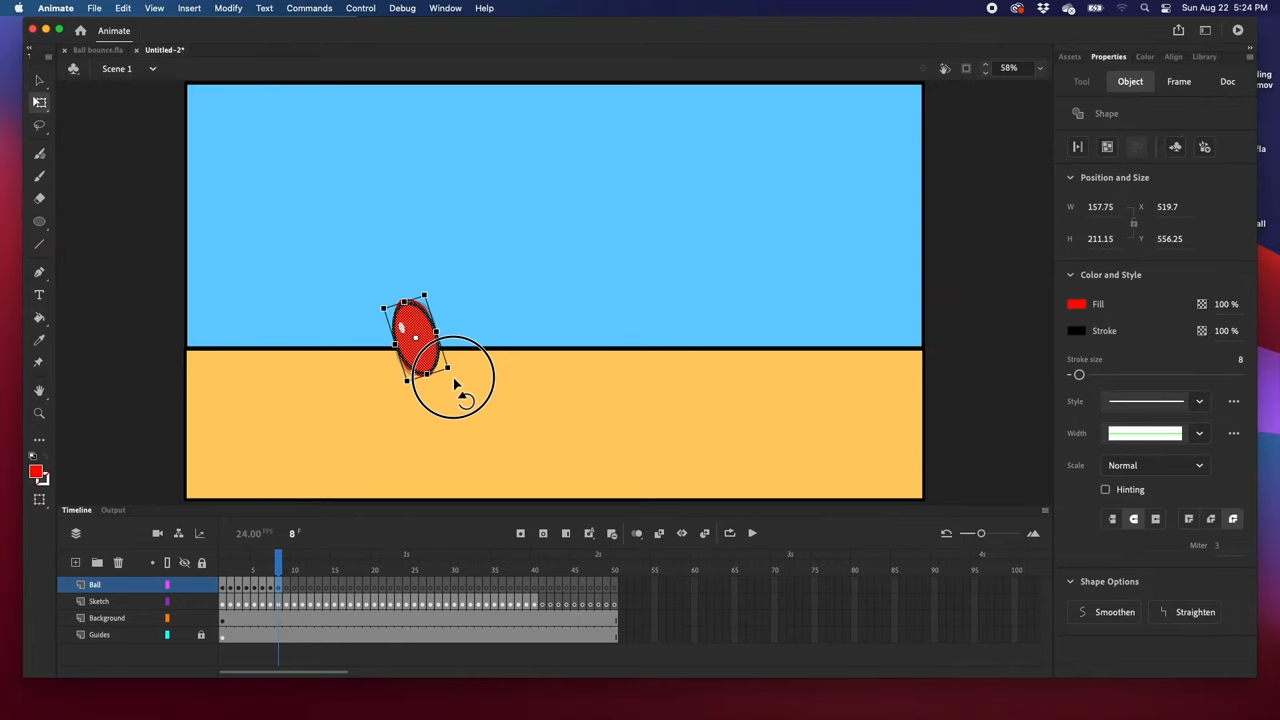 Animate File Edit View Insert Modify Text Commands Control Debug Window Help Sun Aug 22 5:24 PM
Animate
Ball bounce.fla Untitled-2*
Scene 1 58%
Assets Properties Color Align Library
Tool Object Frame Doc
Shape
Position and Size
W 157.75 X 519.7
H 211.15 Y 556.25
Color and Style
Fill 100 %
Stroke 100 %
Stroke size 8
Style
Width
Scale Normal
Hinting
Miter 3
Shape Options
Smoothen Straighten
Timeline Output
24.00 FPS 8 F
1s 2s 3s 4s
5 10 15 20 25 30 35 40 45 50 55 60 65 70 75 80 85 90 95 100
Ball
Sketch
Background
Guides